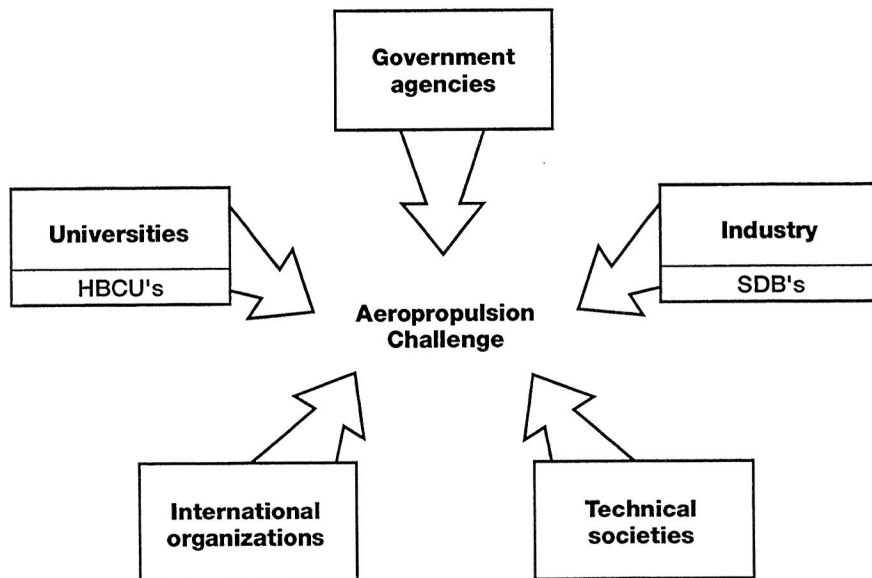 Government
agencies
Universities
HBCU's
Industry
SDB's
Aeropropulsion
Challenge
International
organizations
Technical
societies